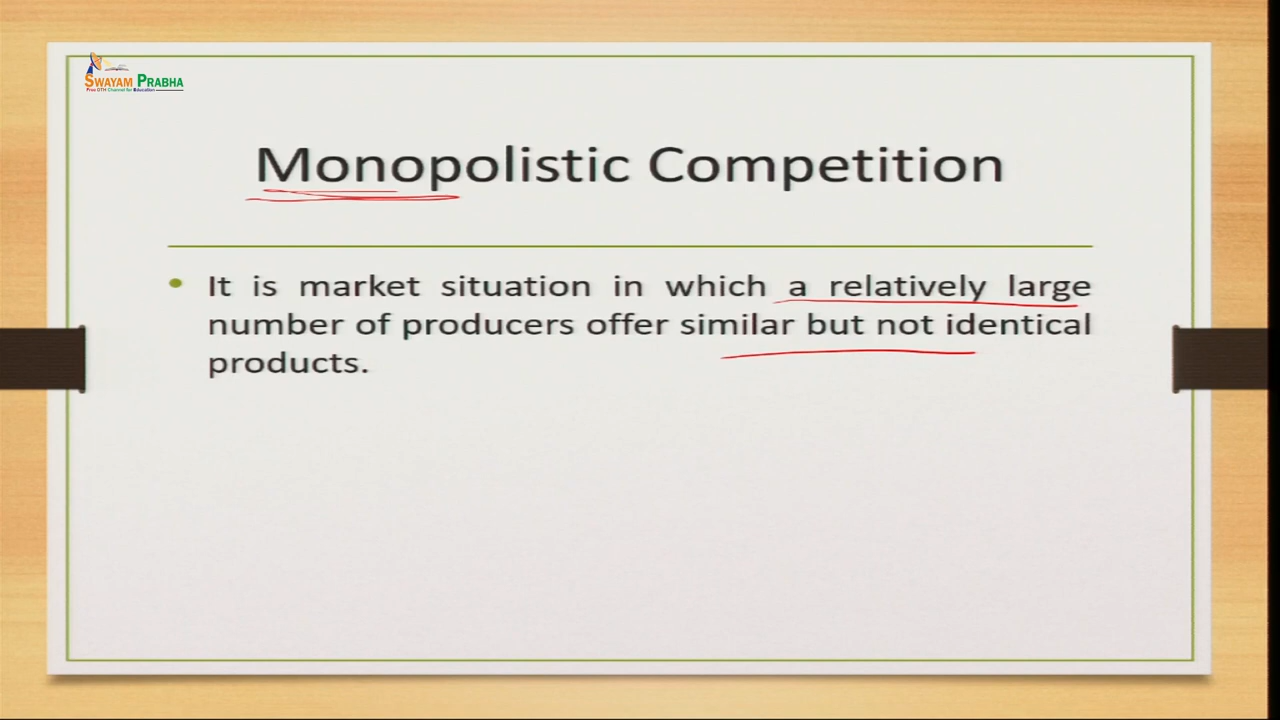 SWAYAM PRABHA
Free DTH Channel for Education
Monopolistic Competition
• It is market situation in which a relatively large
number of producers offer similar but not identical
products.